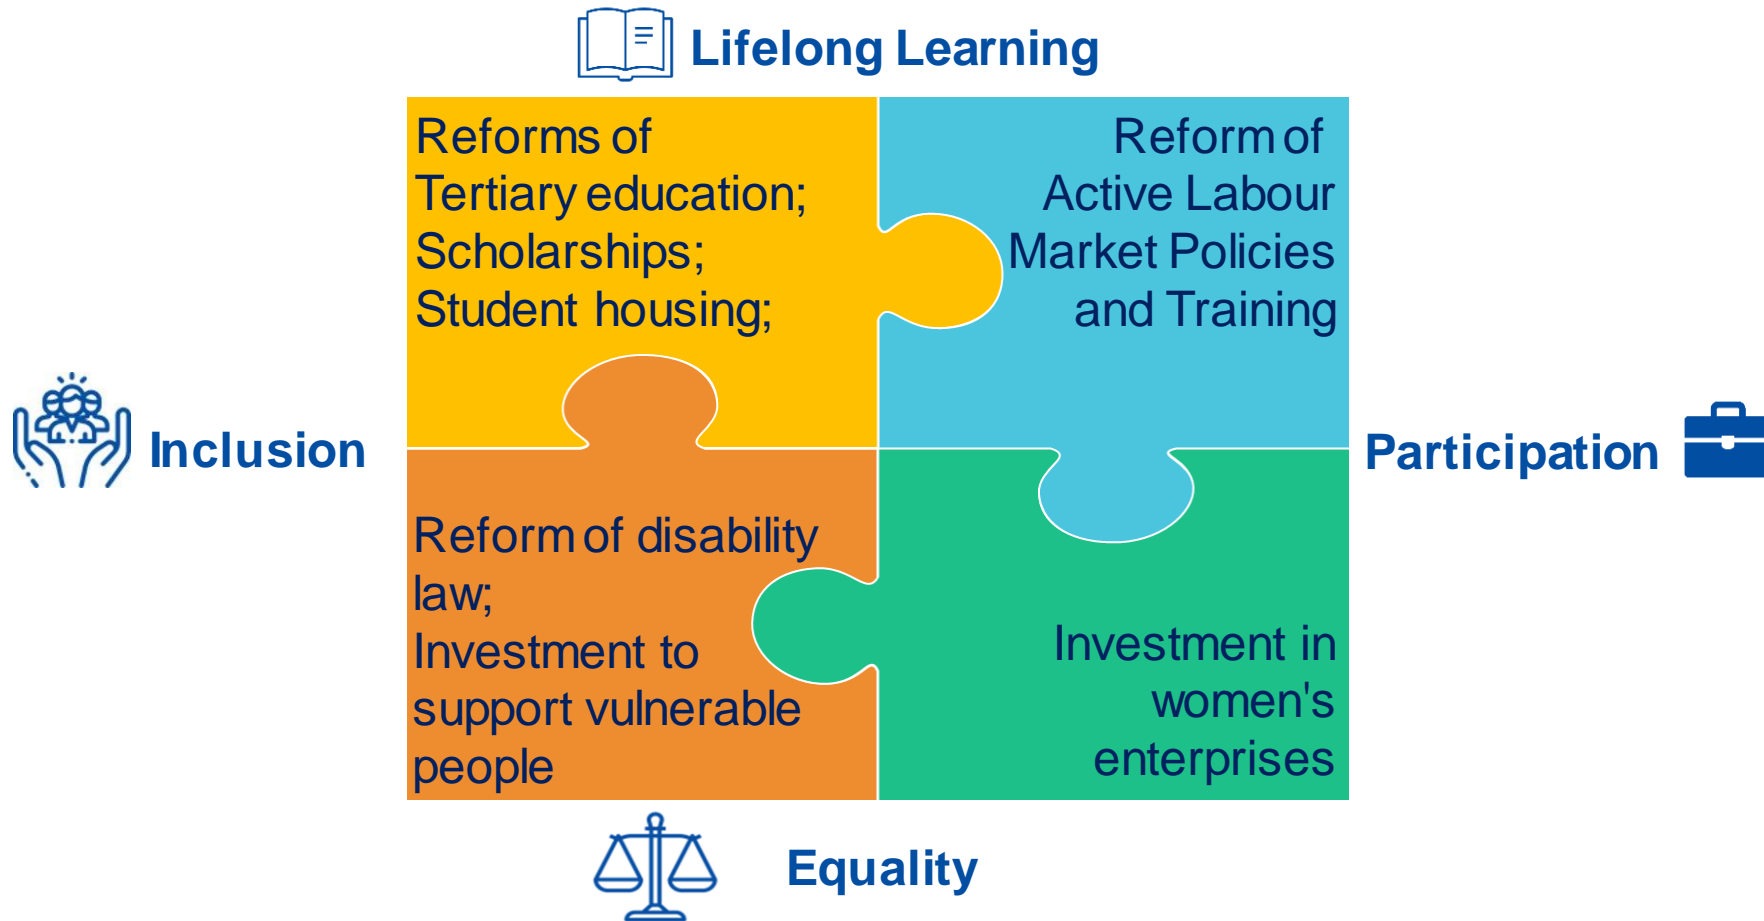 Lifelong Learning
Reforms of
Tertiary education;
Scholarships;
Student housing;
Reform of
Active Labour
Market Policies
and Training
Inclusion
Participation
Reform of disability
law;
Investment to
support vulnerable
people
Investment in
women's
enterprises
Equality